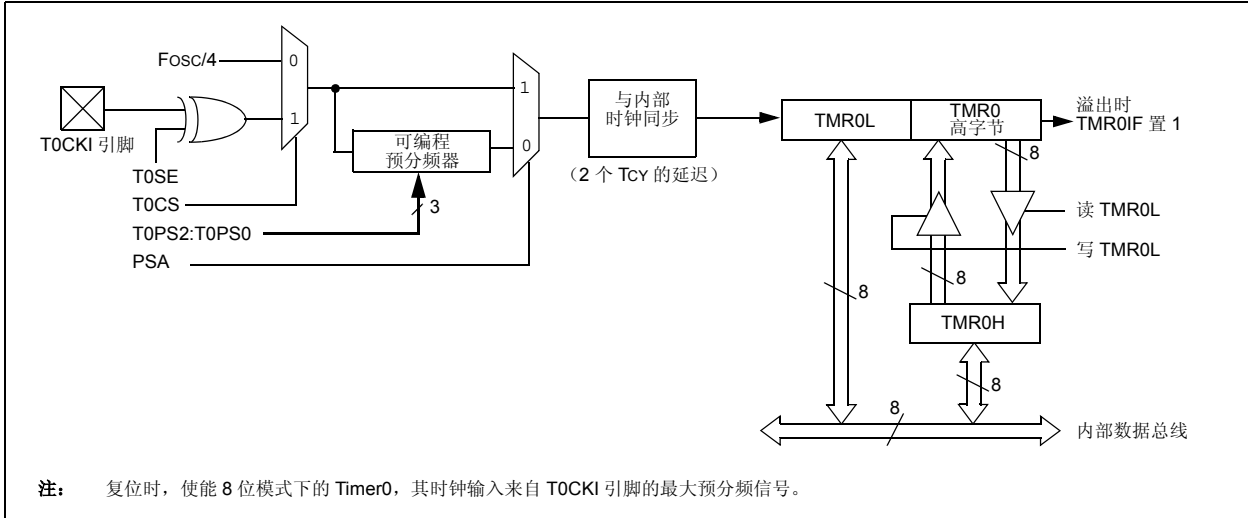 FOSC/4
0
1
T0CKI 引脚
T0SE
T0CS
T0PS2:T0PS0
PSA
可编程
预分频器
3
1
0
与内部
时钟同步
（2 个 TCY 的延迟）
TMR0L
TMR0
高字节
溢出时
TMR0IF 置 1
8
读 TMR0L
写 TMR0L
8
8
TMR0H
8
8
内部数据总线
注： 复位时，使能 8 位模式下的 Timer0，其时钟输入来自 T0CKI 引脚的最大预分频信号。